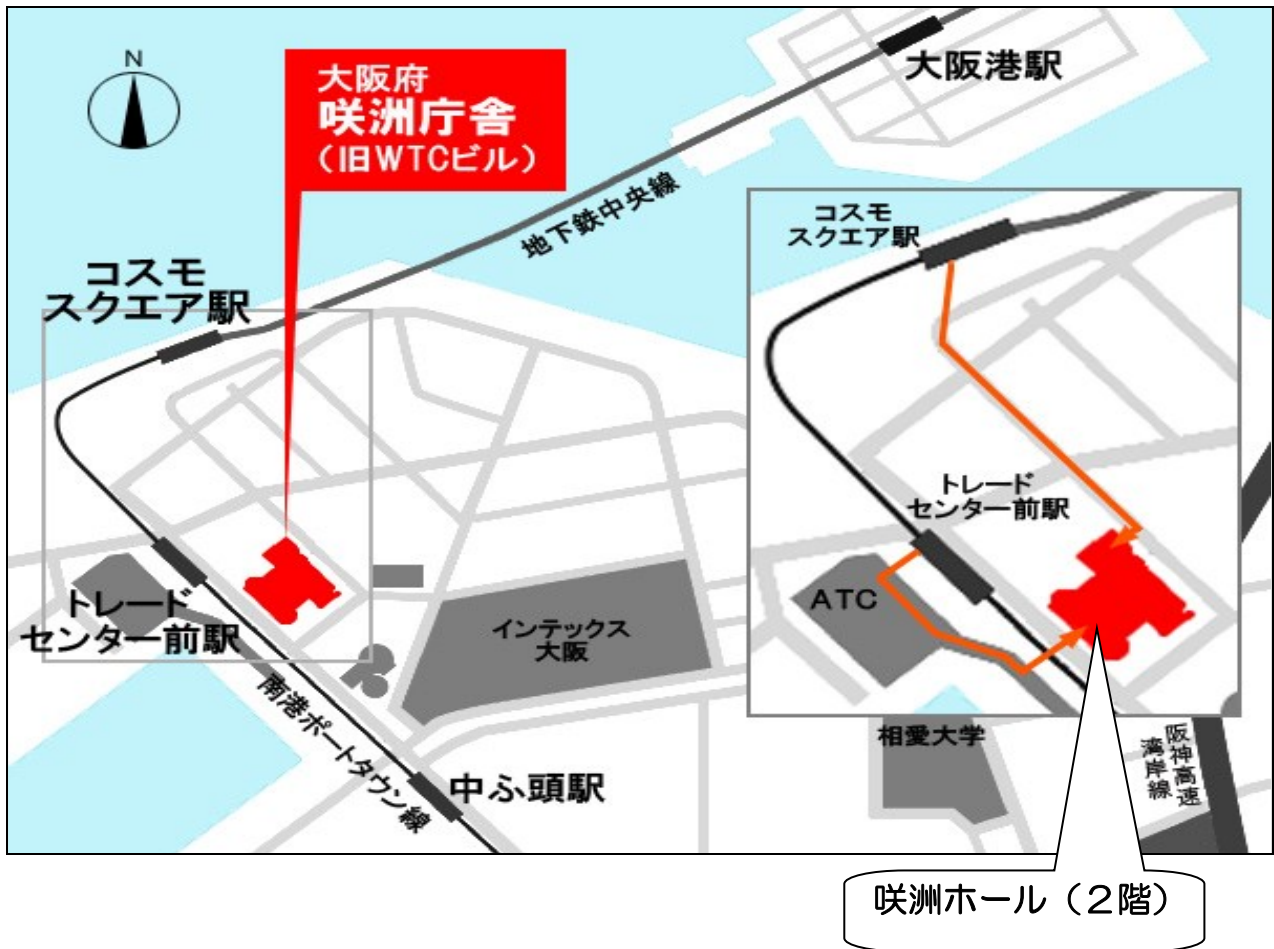 N
大阪府
咲洲庁舎
（旧WTCビル）
大阪港駅
地下鉄中央線
コスモ
スクエア駅
コスモ
スクエア駅
トレード
センター前駅
ATC
トレード
センター前駅
インテックス
大阪
南港ポートタウン線
中ふ頭駅
相愛大学
阪神高速
湾岸線
咲洲ホール（２階）